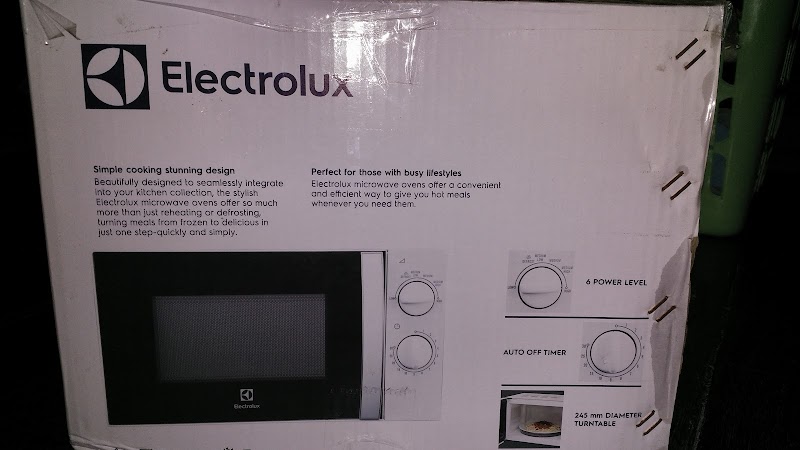 Electrolux
Simple cooking stunning design
Beautifully designed to seamlessly integrate
into your kitchen collection, the stylish
Electrolux microwave ovens offer so much
more than just reheating or defrosting,
turning meals from frozen to delicious in
just one step-quickly and simply.
Perfect for those with busy lifestyles
Electrolux microwave ovens offer a convenient
and efficient way to give you hot meals
whenever you need them.
Electrolux
6 POWER LEVEL
AUTO OFF TIMER
245 mm DIAMETER
TURNTABLE